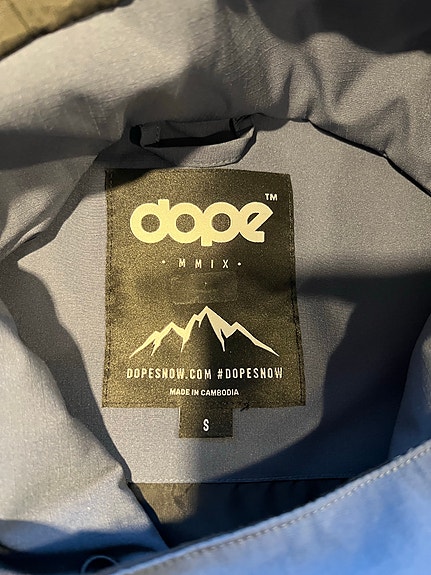 dope™
• MMIX •
DOPESNOW.COM #DOPESNOW
MADE IN CAMBODIA
S